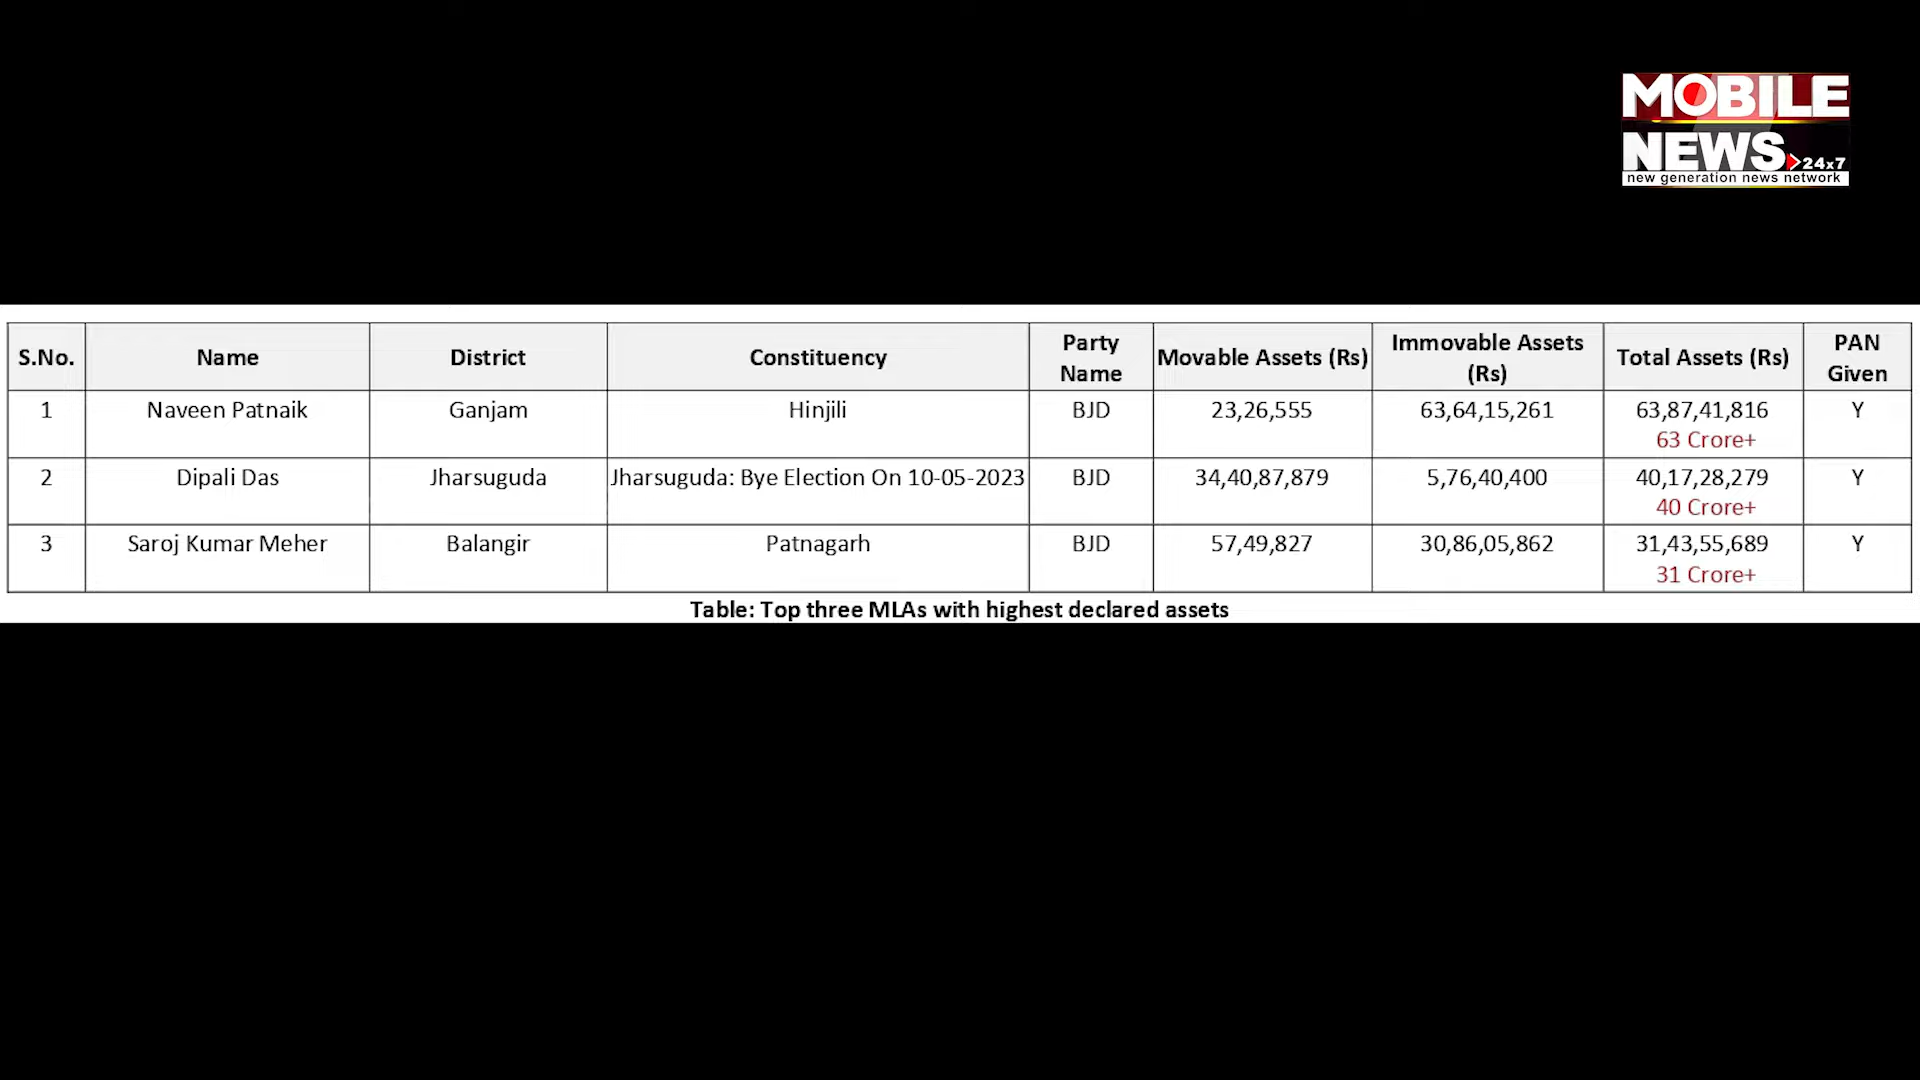 MOBILE
NEWS 24x7
new generation news network
S.No. Name District Constituency Party Name Movable Assets (Rs) Immovable Assets (Rs) Total Assets (Rs) PAN Given
1 Naveen Patnaik Ganjam Hinjili BJD 23,26,555 63,64,15,261 63,87,41,816 Y
63 Crore+
2 Dipali Das Jharsuguda Jharsuguda: Bye Election On 10-05-2023 BJD 34,40,87,879 5,76,40,400 40,17,28,279 Y
40 Crore+
3 Saroj Kumar Meher Balangir Patnagarh BJD 57,49,827 30,86,05,862 31,43,55,689 Y
31 Crore+
Table: Top three MLAs with highest declared assets